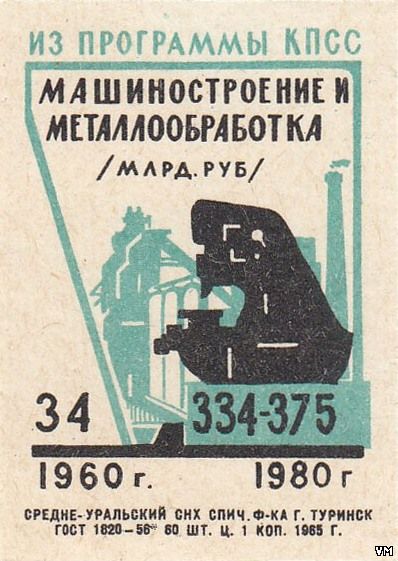 ИЗ ПРОГРАММЫ КПСС
МАШИНОСТРОЕНИЕ И
МЕТАЛЛООБРАБОТКА
/МЛРД. РУБ/
34 334-375
1960 г. 1980 г
СРЕДНЕ-УРАЛЬСКИЙ СНХ СПИЧ. Ф-КА Г. ТУРИНСК
ГОСТ 1820-56* 60 ШТ. Ц. 1 КОП. 1965 Г.
VM